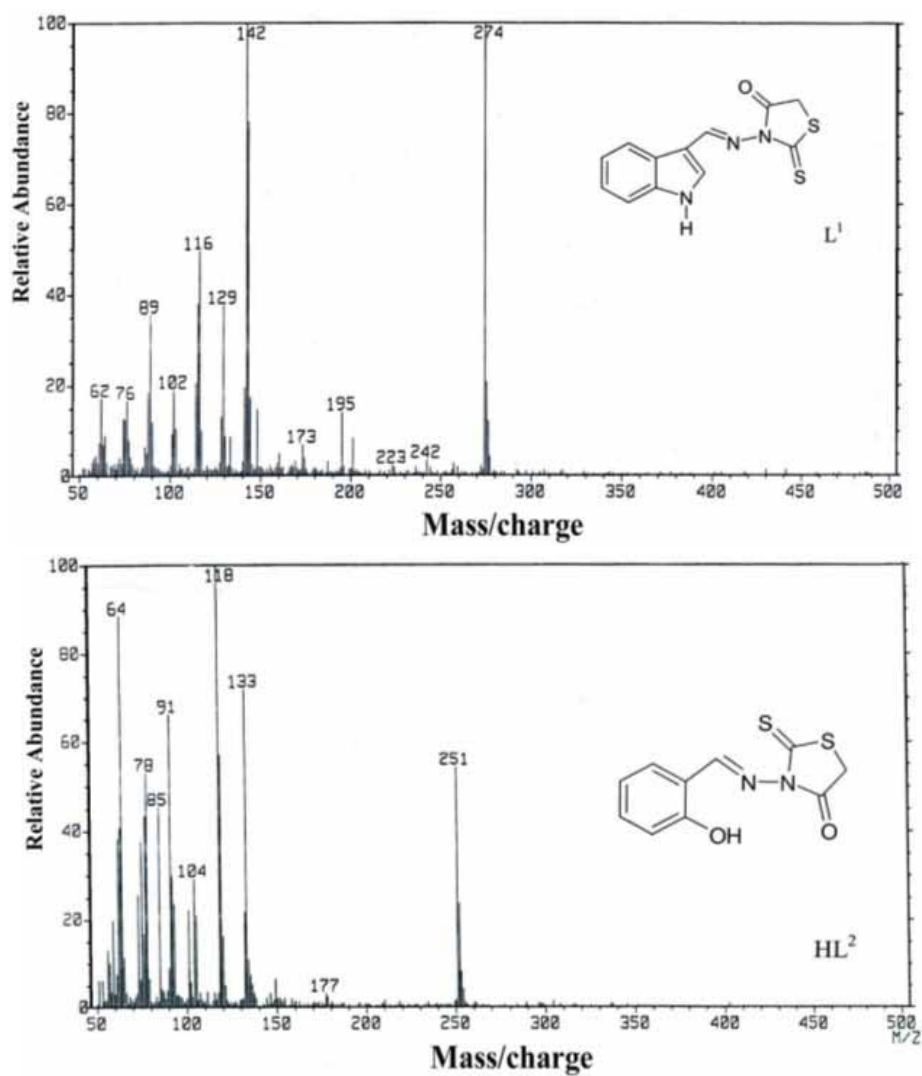 100
80
60
40
20
0
Relative Abundance
62
76
89
102
116
129
142
173
195
223
242
274
50
100
150
200
250
300
350
400
450
500
Mass/charge
O
S
N
N
S
N
H
L¹
100
80
60
40
20
0
Relative Abundance
64
78
85
91
104
118
133
177
251
50
100
150
200
250
300
350
400
450
500
M/Z
Mass/charge
S
S
N
N
O
OH
HL²